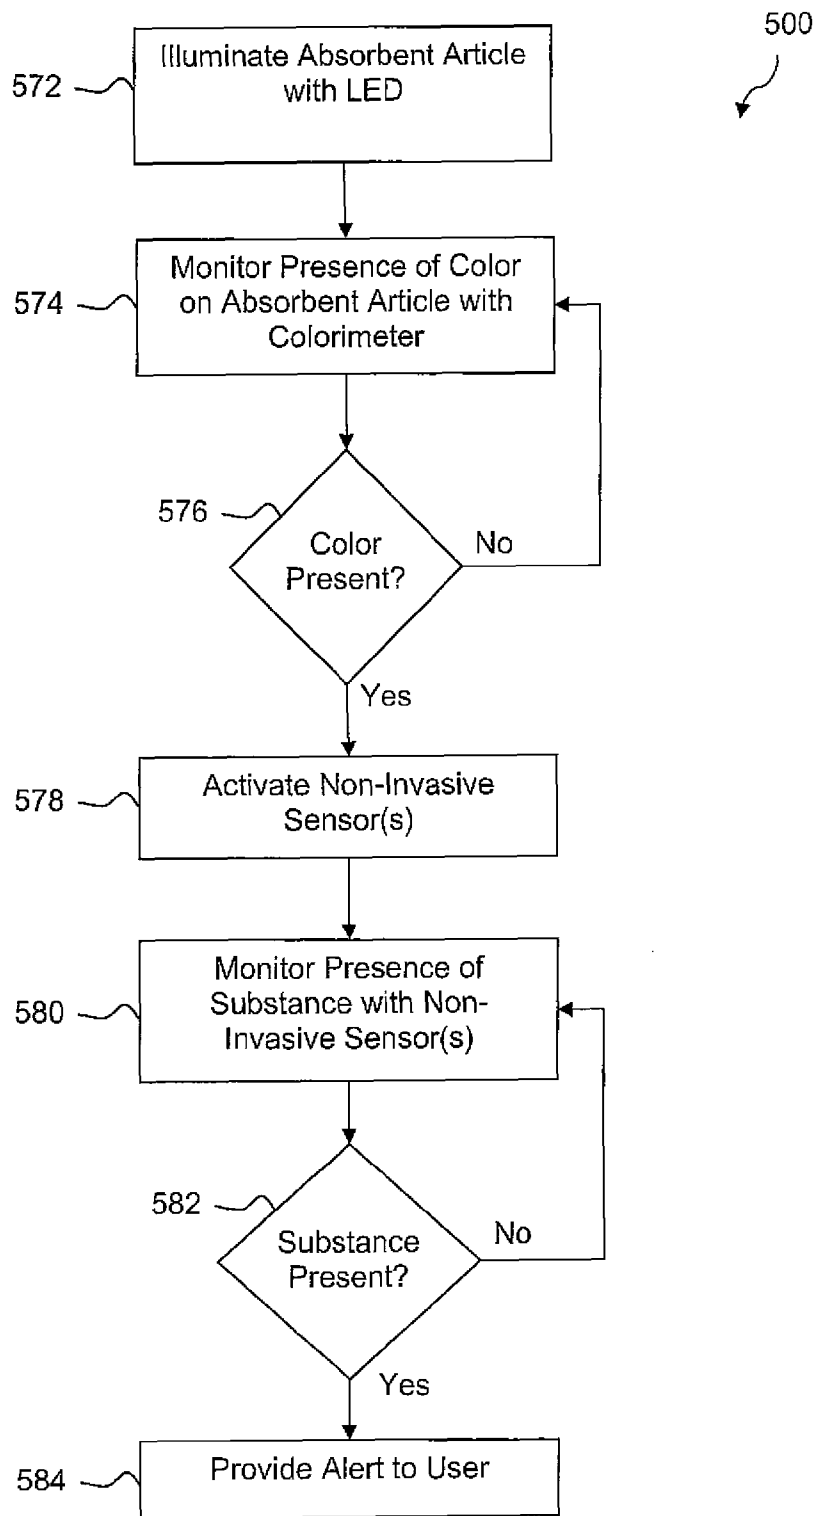 500
572
Illuminate Absorbent Article
with LED
574
Monitor Presence of Color
on Absorbent Article with
Colorimeter
576
Color
Present?
No
Yes
578
Activate Non-Invasive
Sensor(s)
580
Monitor Presence of
Substance with Non-
Invasive Sensor(s)
582
Substance
Present?
No
Yes
584
Provide Alert to User